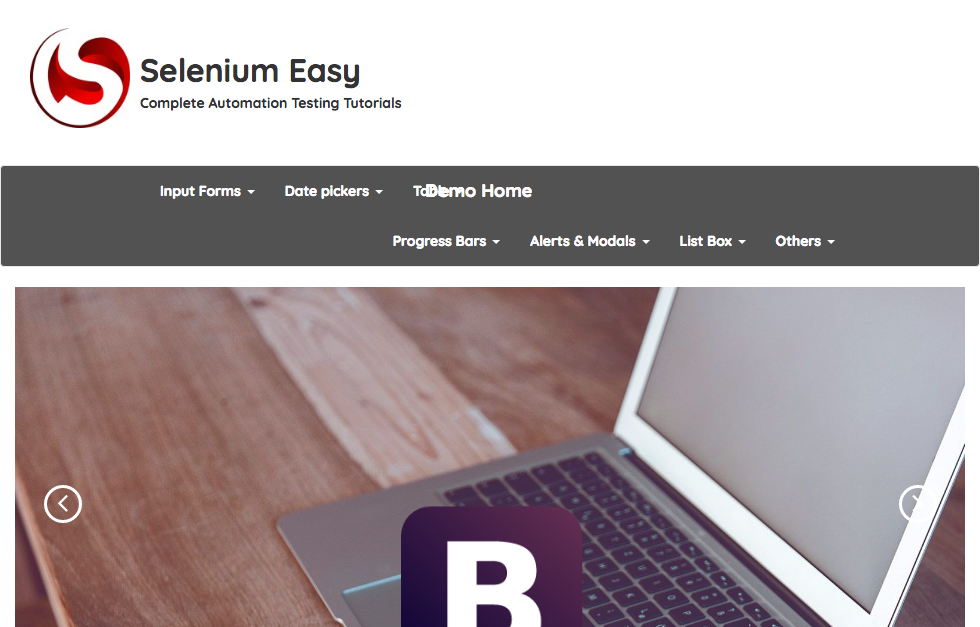 Selenium Easy
Complete Automation Testing Tutorials
Input Forms Date pickers Table Demo Home
Progress Bars Alerts & Modals List Box Others
B